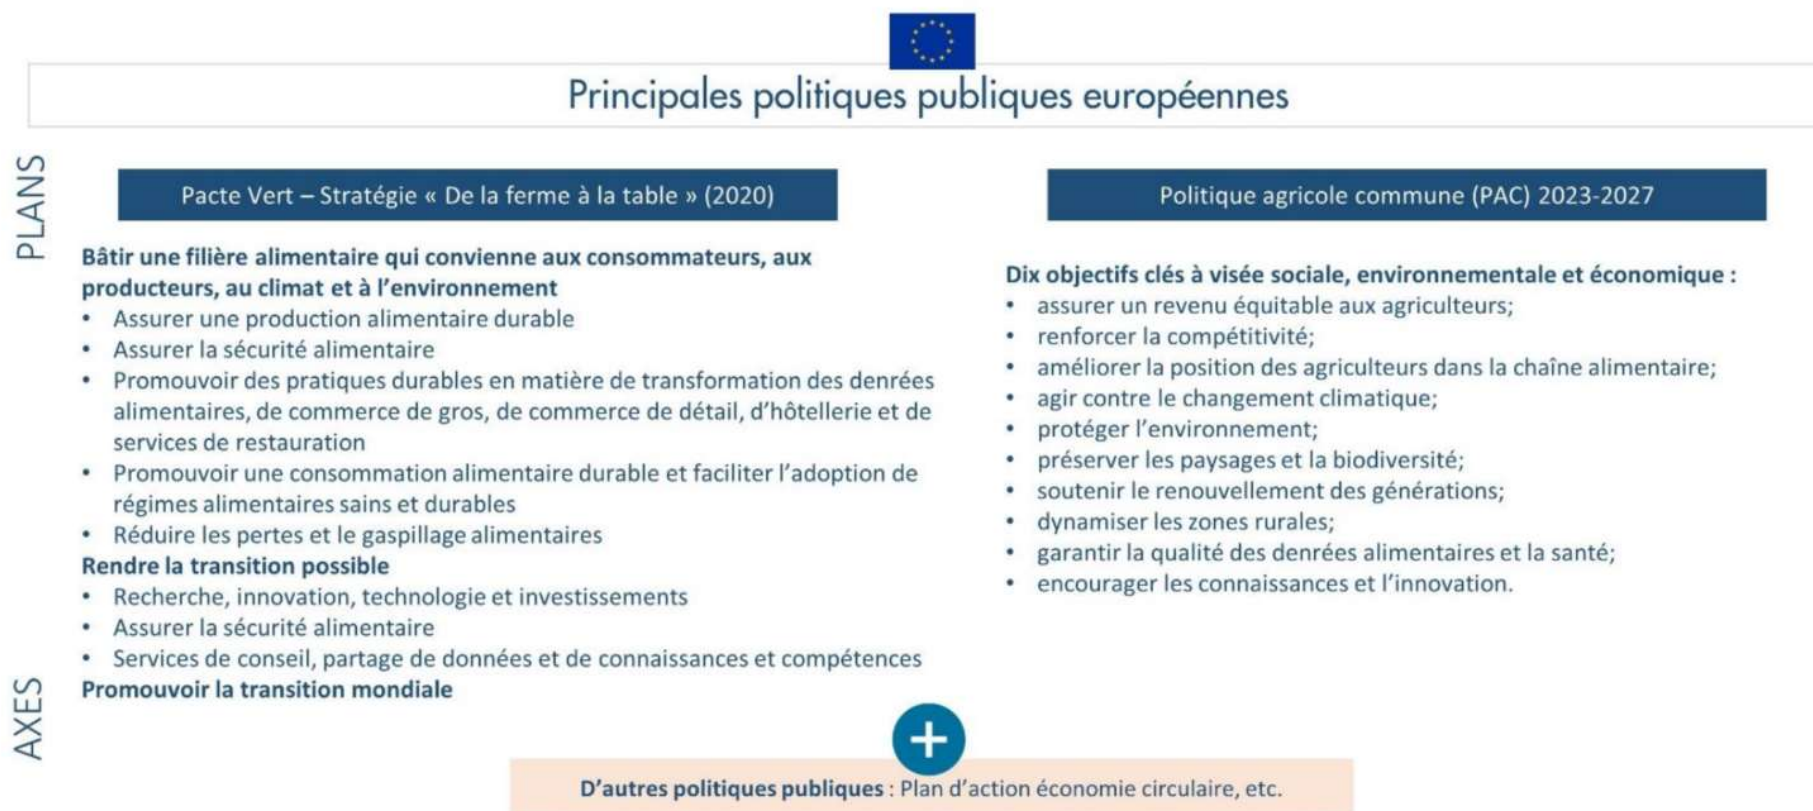 Principales politiques publiques européennes
PLANS
Pacte Vert – Stratégie « De la ferme à la table » (2020)
Bâtir une filière alimentaire qui convienne aux consommateurs, aux
producteurs, au climat et à l'environnement
• Assurer une production alimentaire durable
• Assurer la sécurité alimentaire
• Promouvoir des pratiques durables en matière de transformation des denrées
alimentaires, de commerce de gros, de commerce de détail, d'hôtellerie et de
services de restauration
• Promouvoir une consommation alimentaire durable et faciliter l'adoption de
régimes alimentaires sains et durables
• Réduire les pertes et le gaspillage alimentaires
Rendre la transition possible
• Recherche, innovation, technologie et investissements
• Assurer la sécurité alimentaire
• Services de conseil, partage de données et de connaissances et compétences
Promouvoir la transition mondiale
AXES
Politique agricole commune (PAC) 2023-2027
Dix objectifs clés à visée sociale, environnementale et économique :
• assurer un revenu équitable aux agriculteurs;
• renforcer la compétitivité;
• améliorer la position des agriculteurs dans la chaîne alimentaire;
• agir contre le changement climatique;
• protéger l'environnement;
• préserver les paysages et la biodiversité;
• soutenir le renouvellement des générations;
• dynamiser les zones rurales;
• garantir la qualité des denrées alimentaires et la santé;
• encourager les connaissances et l'innovation.
+
D'autres politiques publiques : Plan d'action économie circulaire, etc.